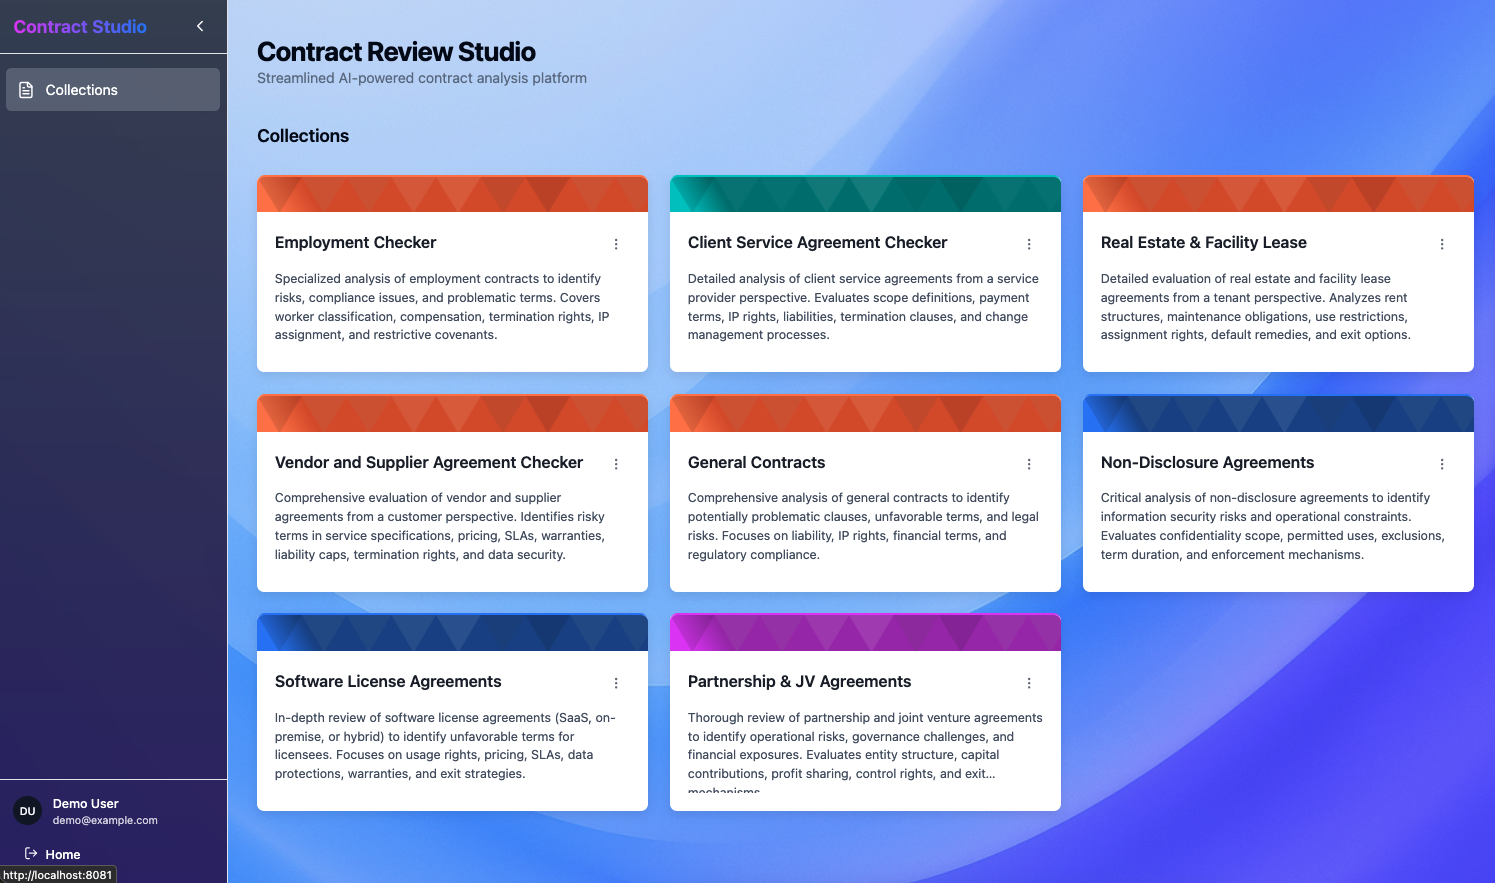 Contract Studio
Collections
Contract Review Studio
Streamlined AI-powered contract analysis platform
Collections
Employment Checker
Specialized analysis of employment contracts to identify
risks, compliance issues, and problematic terms. Covers
worker classification, compensation, termination rights, IP
assignment, and restrictive covenants.
Client Service Agreement Checker
Detailed analysis of client service agreements from a service
provider perspective. Evaluates scope definitions, payment
terms, IP rights, liabilities, termination clauses, and change
management processes.
Real Estate & Facility Lease
Detailed evaluation of real estate and facility lease
agreements from a tenant perspective. Analyzes rent
structures, maintenance obligations, use restrictions,
assignment rights, default remedies, and exit options.
Vendor and Supplier Agreement Checker
Comprehensive evaluation of vendor and supplier
agreements from a customer perspective. Identifies risky
terms in service specifications, pricing, SLAs, warranties,
liability caps, termination rights, and data security.
General Contracts
Comprehensive analysis of general contracts to identify
potentially problematic clauses, unfavorable terms, and legal
risks. Focuses on liability, IP rights, financial terms, and
regulatory compliance.
Non-Disclosure Agreements
Critical analysis of non-disclosure agreements to identify
information security risks and operational constraints.
Evaluates confidentiality scope, permitted uses, exclusions,
term duration, and enforcement mechanisms.
Software License Agreements
In-depth review of software license agreements (SaaS, on-
premise, or hybrid) to identify unfavorable terms for
licensees. Focuses on usage rights, pricing, SLAs, data
protections, warranties, and exit strategies.
Partnership & JV Agreements
Thorough review of partnership and joint venture agreements
to identify operational risks, governance challenges, and
financial exposures. Evaluates entity structure, capital
contributions, profit sharing, control rights, and exit...
mechanisms.
DU
Demo User
demo@example.com
Home
http://localhost:8081